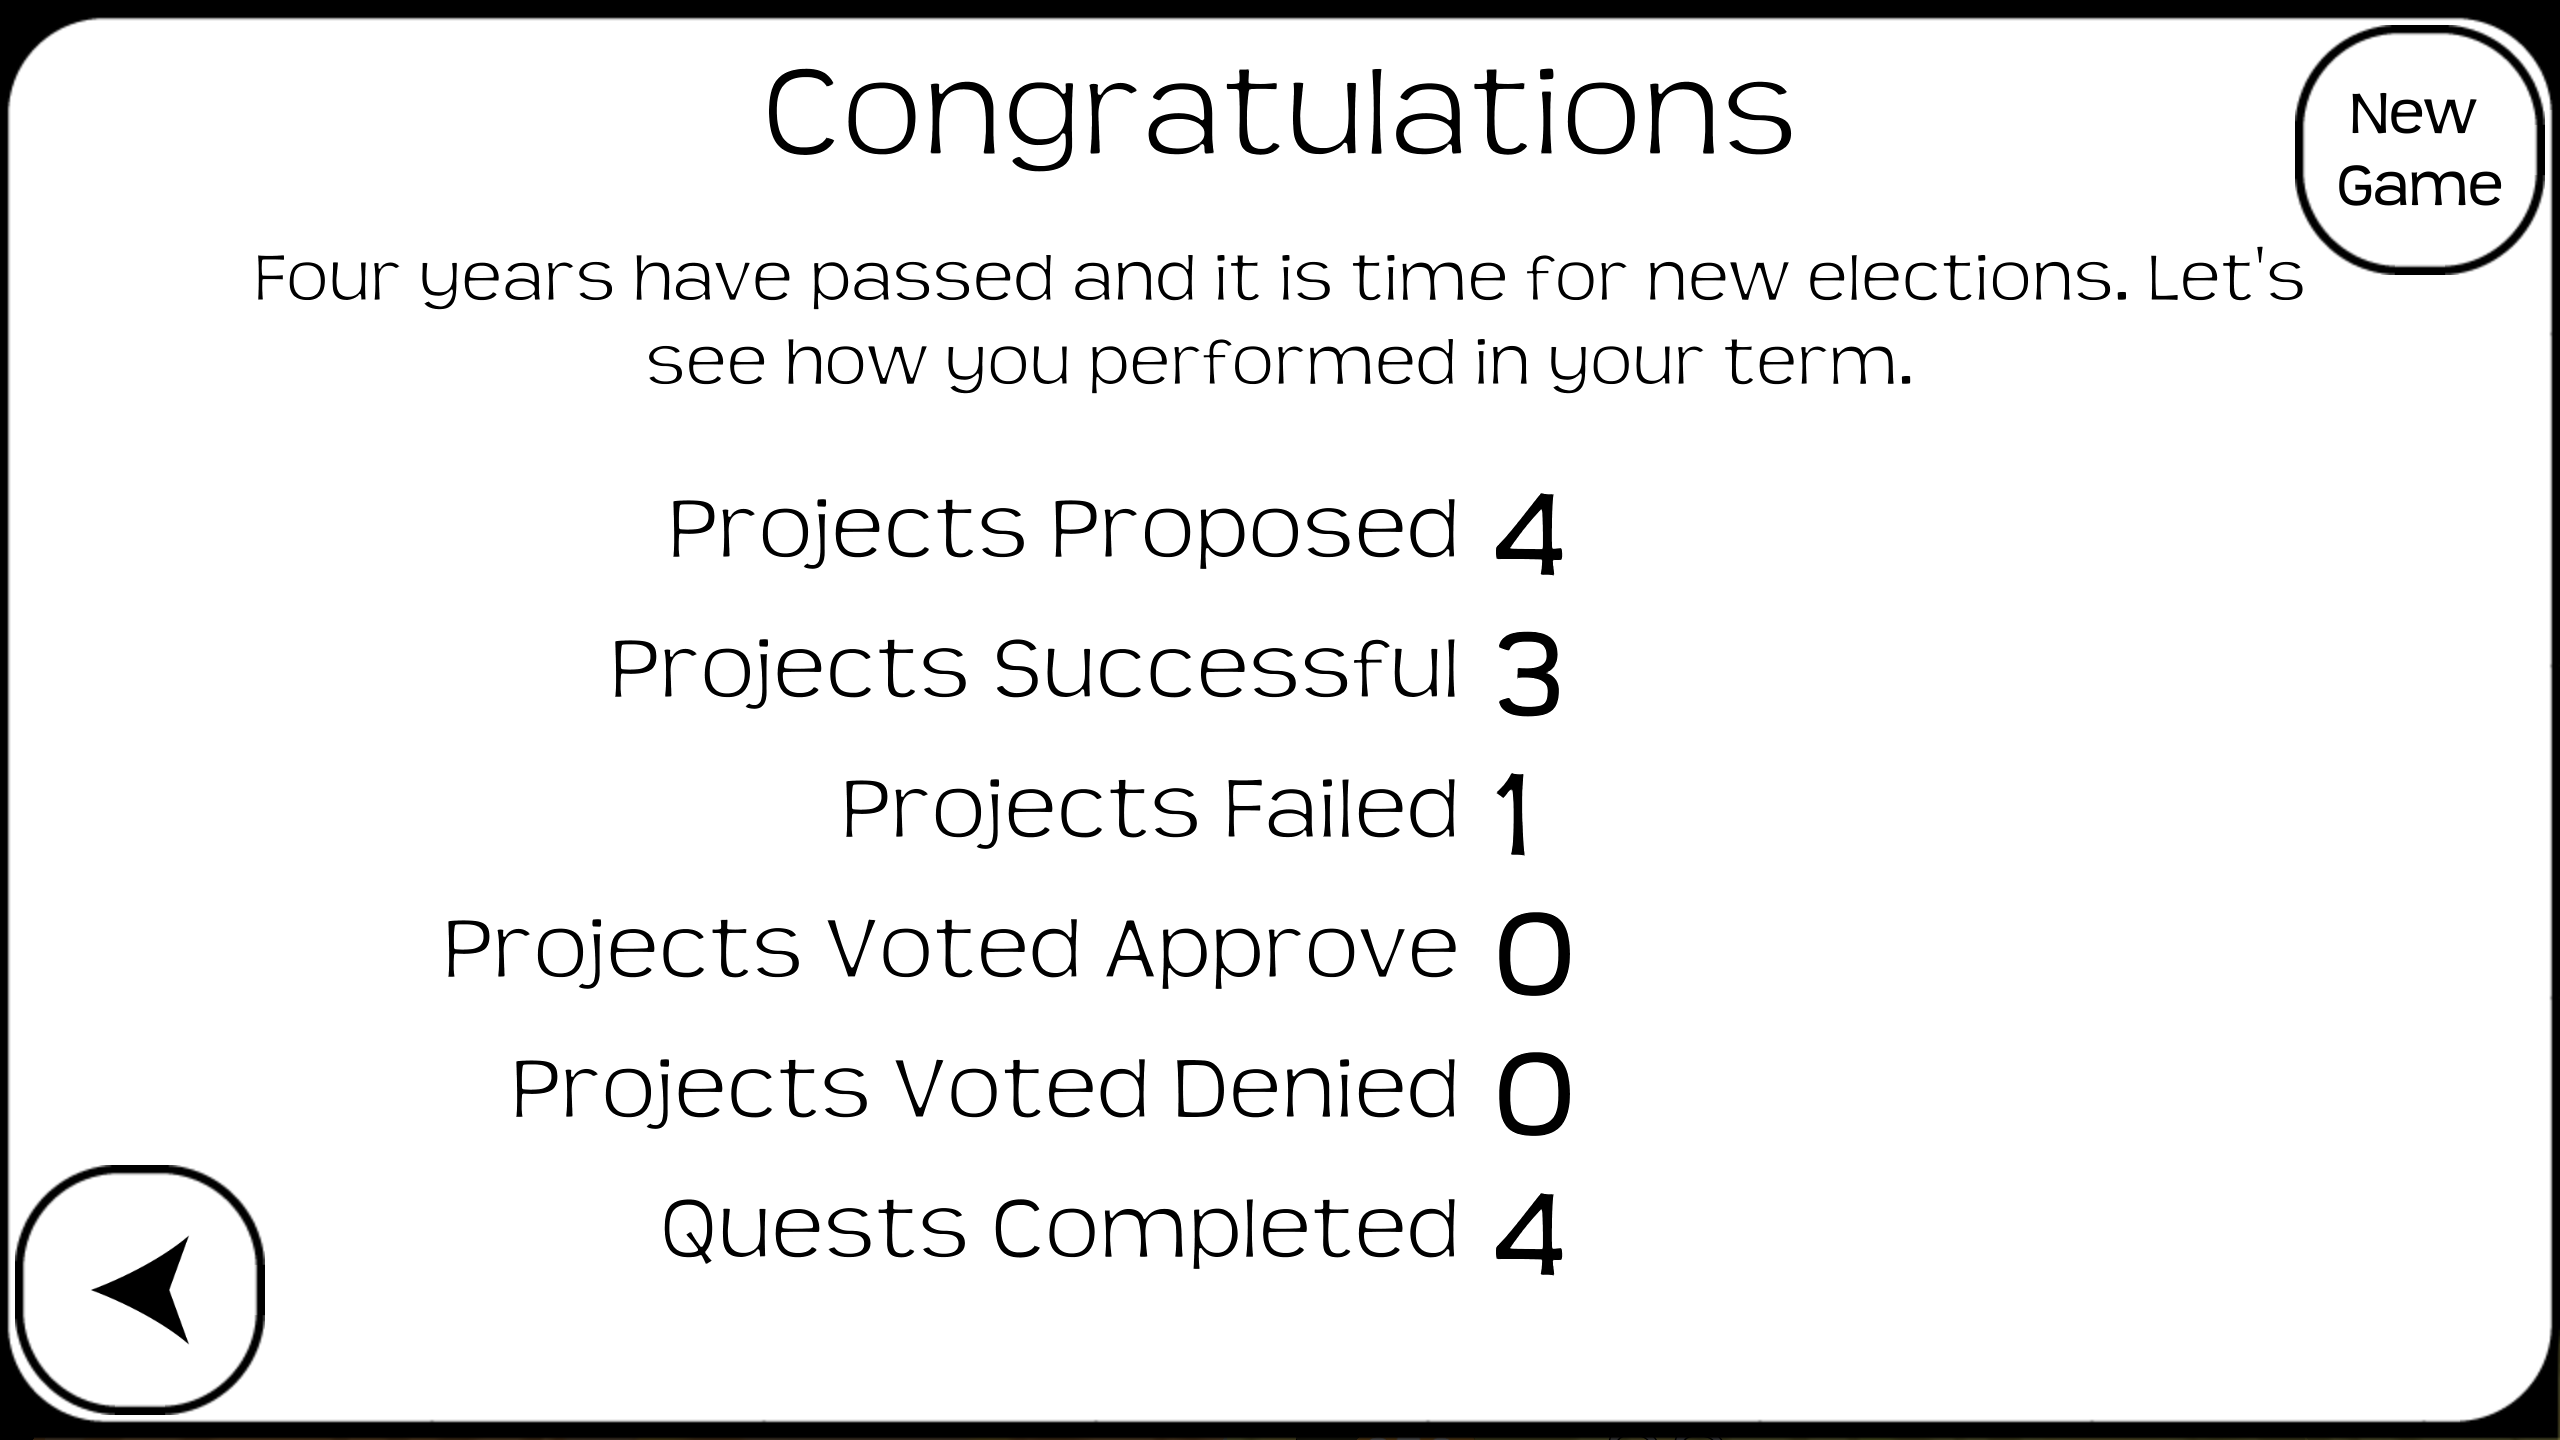 Congratulations
New
Game
Four years have passed and it is time for new elections. Let's
see how you performed in your term.
Projects Proposed 4
Projects Successful 3
Projects Failed 1
Projects Voted Approve 0
Projects Voted Denied 0
Quests Completed 4